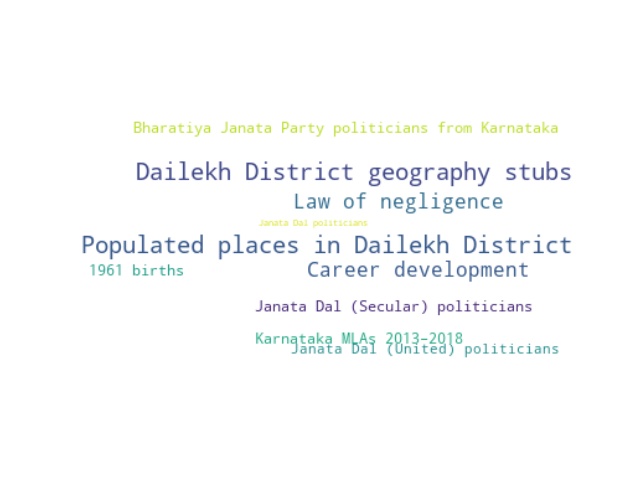 Bharatiya Janata Party politicians from Karnataka
Dailekh District geography stubs
Law of negligence
Janata Dal politicians
Populated places in Dailekh District
1961 births
Career development
Janata Dal (Secular) politicians
Karnataka MLAs 2013–2018
Janata Dal (United) politicians